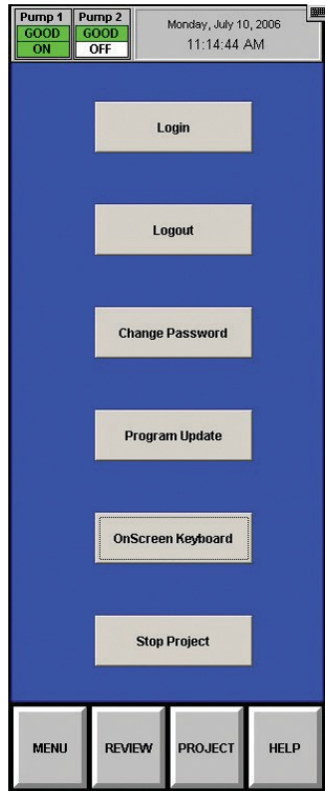 Pump 1 Pump 2
GOOD GOOD
ON OFF
Monday, July 10, 2006
11:14:44 AM
Login
Logout
Change Password
Program Update
OnScreen Keyboard
Stop Project
MENU REVIEW PROJECT HELP